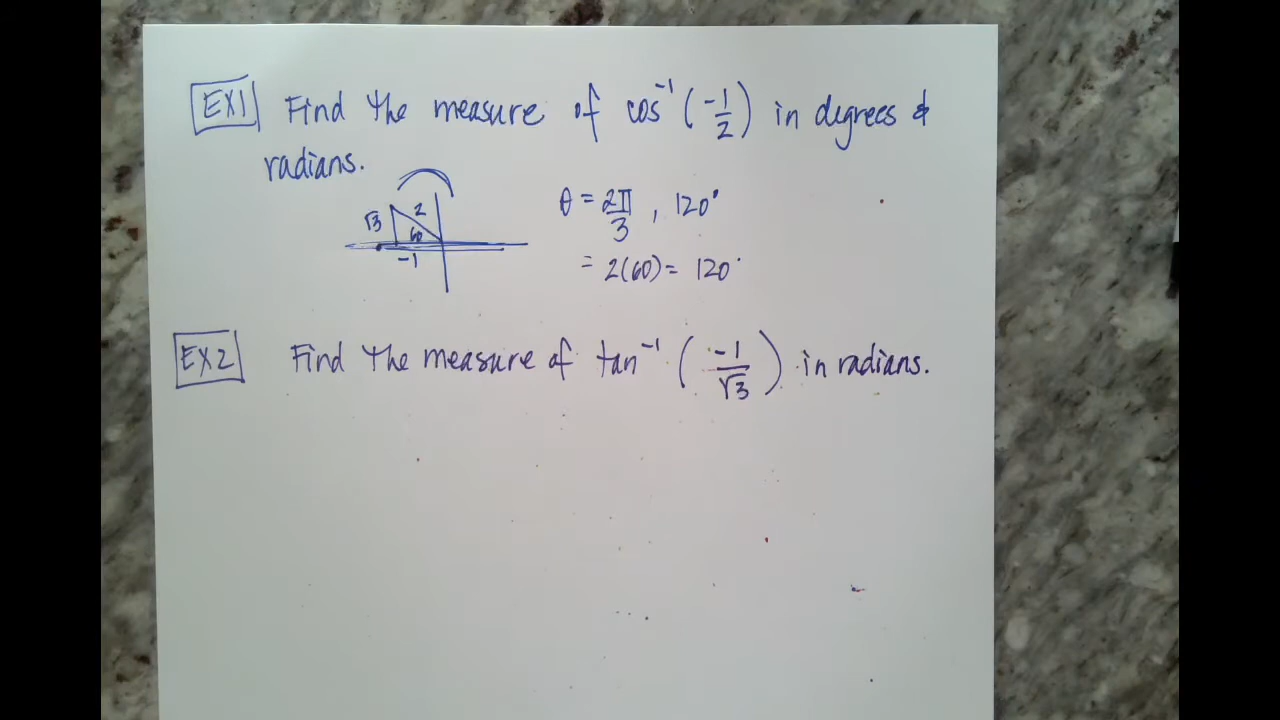 EX1 Find the measure of cos⁻¹(-1/2) in degrees &
radians.
√3 2 60 -1
θ = 2π/3, 120°
= 2(60) = 120°
EX2 Find the measure of tan⁻¹(-1/√3) in radians.